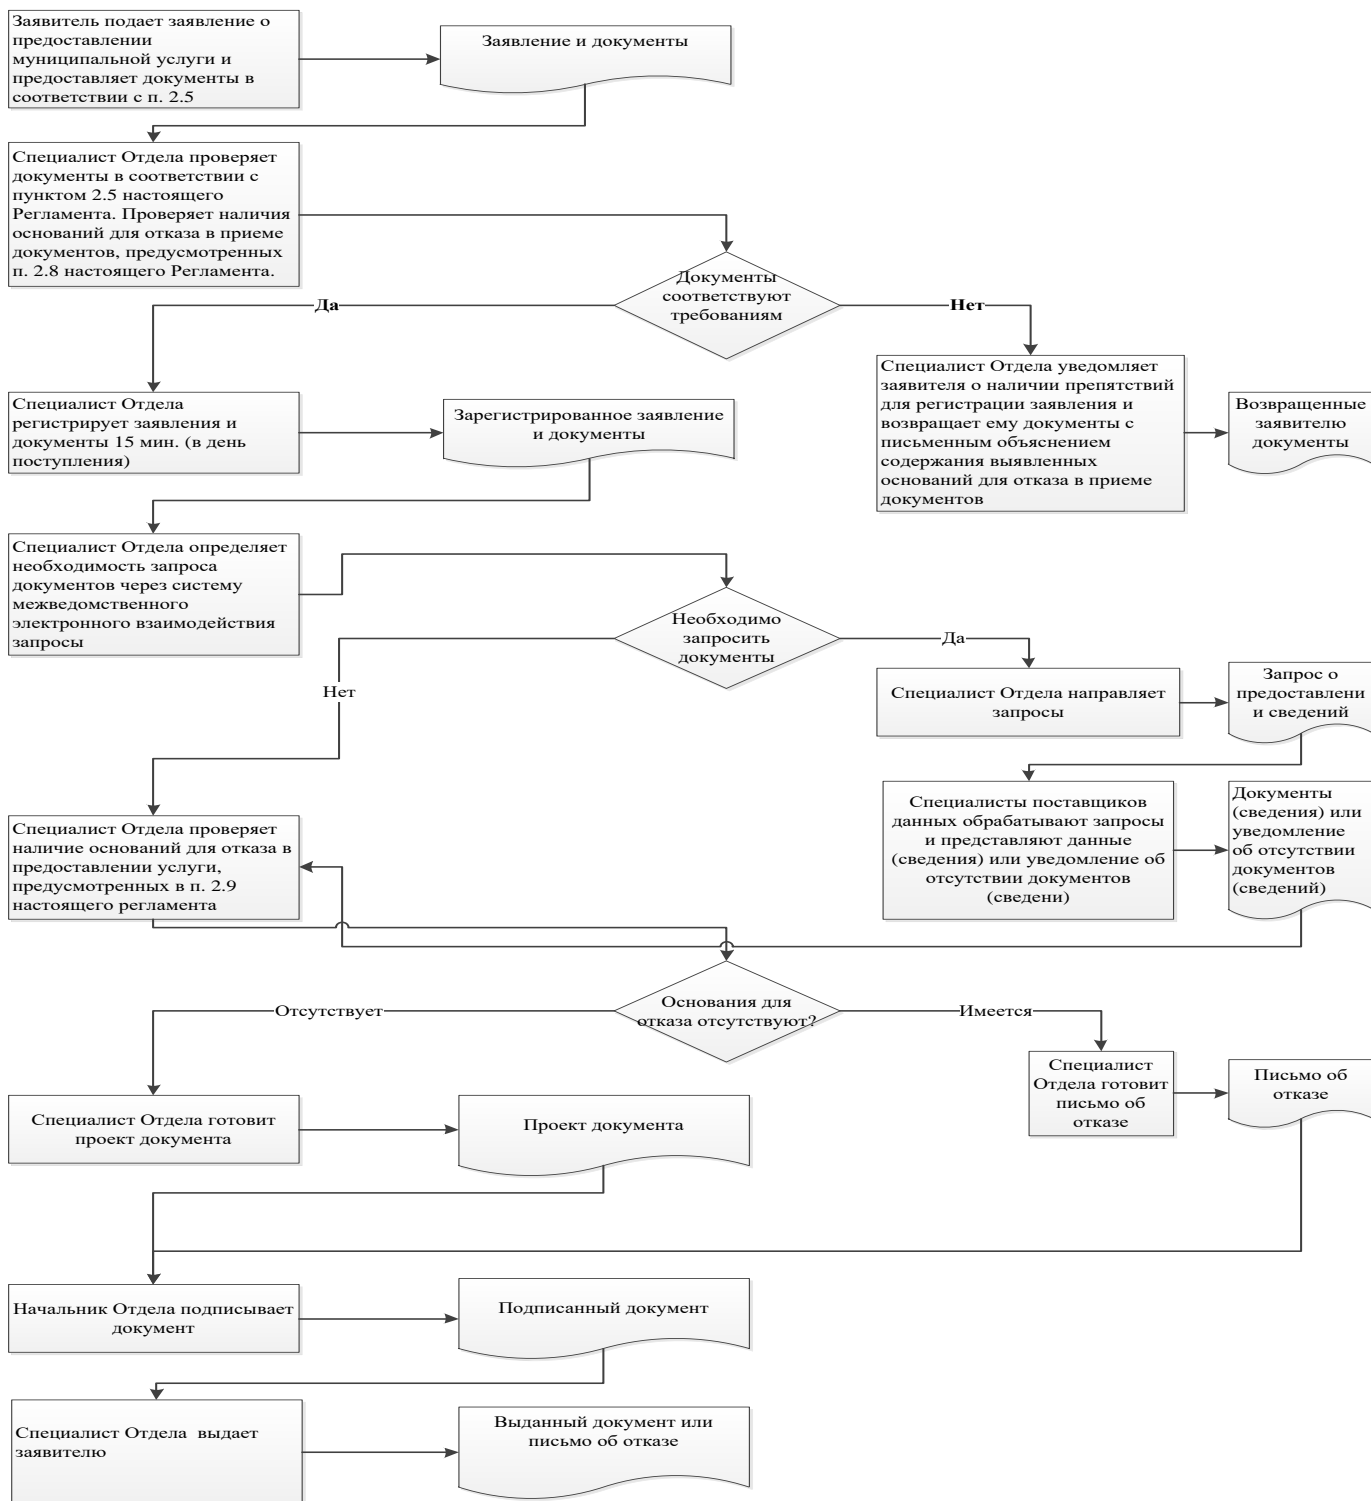 Заявитель подает заявление о
предоставлении
муниципальной услуги и
предоставляет документы в
соответствии с п. 2.5
Заявление и документы
Специалист Отдела проверяет
документы в соответствии с
пунктом 2.5 настоящего
Регламента. Проверяет наличия
оснований для отказа в приеме
документов, предусмотренных
п. 2.8 настоящего Регламента.
Документы
соответствуют
требованиям
Да
Нет
Специалист Отдела
регистрирует заявления и
документы 15 мин. (в день
поступления)
Зарегистрированное заявление
и документы
Специалист Отдела уведомляет
заявителя о наличии препятствий
для регистрации заявления и
возвращает ему документы с
письменным объяснением
содержания выявленных
оснований для отказа в приеме
документов
Возвращенные
заявителю
документы
Специалист Отдела определяет
необходимость запроса
документов через систему
межведомственного
электронного взаимодействия
запросы
Необходимо
запросить
документы
Да
Нет
Специалист Отдела направляет
запросы
Запрос о
предоставлени
и сведений
Специалисты поставщиков
данных обрабатывают запросы
и представляют данные
(сведения) или уведомление об
отсутствии документов
(сведени)
Документы
(сведения) или
уведомление
об отсутствии
документов
(сведений)
Специалист Отдела проверяет
наличие оснований для отказа в
предоставлении услуги,
предусмотренных в п. 2.9
настоящего регламента
Основания для
отказа отсутствуют?
Отсутствует
Имеется
Специалист
Отдела готовит
письмо об
отказе
Письмо об
отказе
Специалист Отдела готовит
проект документа
Проект документа
Начальник Отдела подписывает
документ
Подписанный документ
Специалист Отдела  выдает
заявителю
Выданный документ или
письмо об отказе